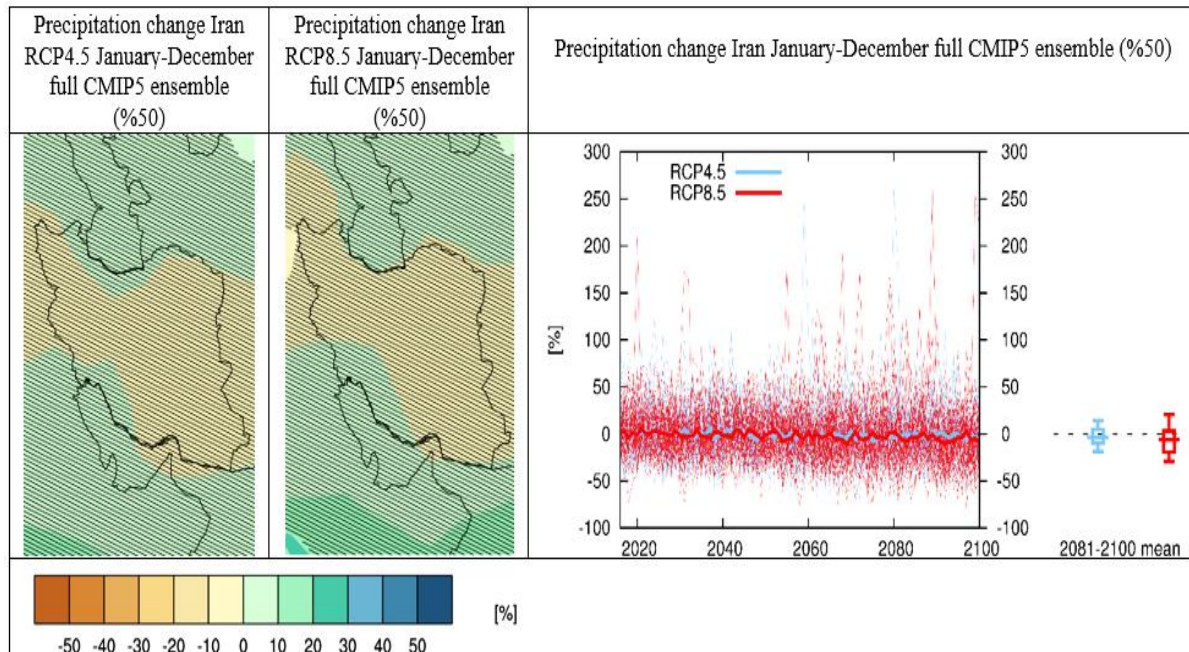 Precipitation change Iran
RCP4.5 January-December
full CMIP5 ensemble
(%50)
Precipitation change Iran
RCP8.5 January-December
full CMIP5 ensemble
(%50)
Precipitation change Iran January-December full CMIP5 ensemble (%50)
300
250
200
150
100
50
0
-50
-100
[%]
RCP4.5
RCP8.5
300
250
200
150
100
50
0
-50
-100
2020 2040 2060 2080 2100
2081-2100 mean
[%]
-50 -40 -30 -20 -10 0 10 20 30 40 50